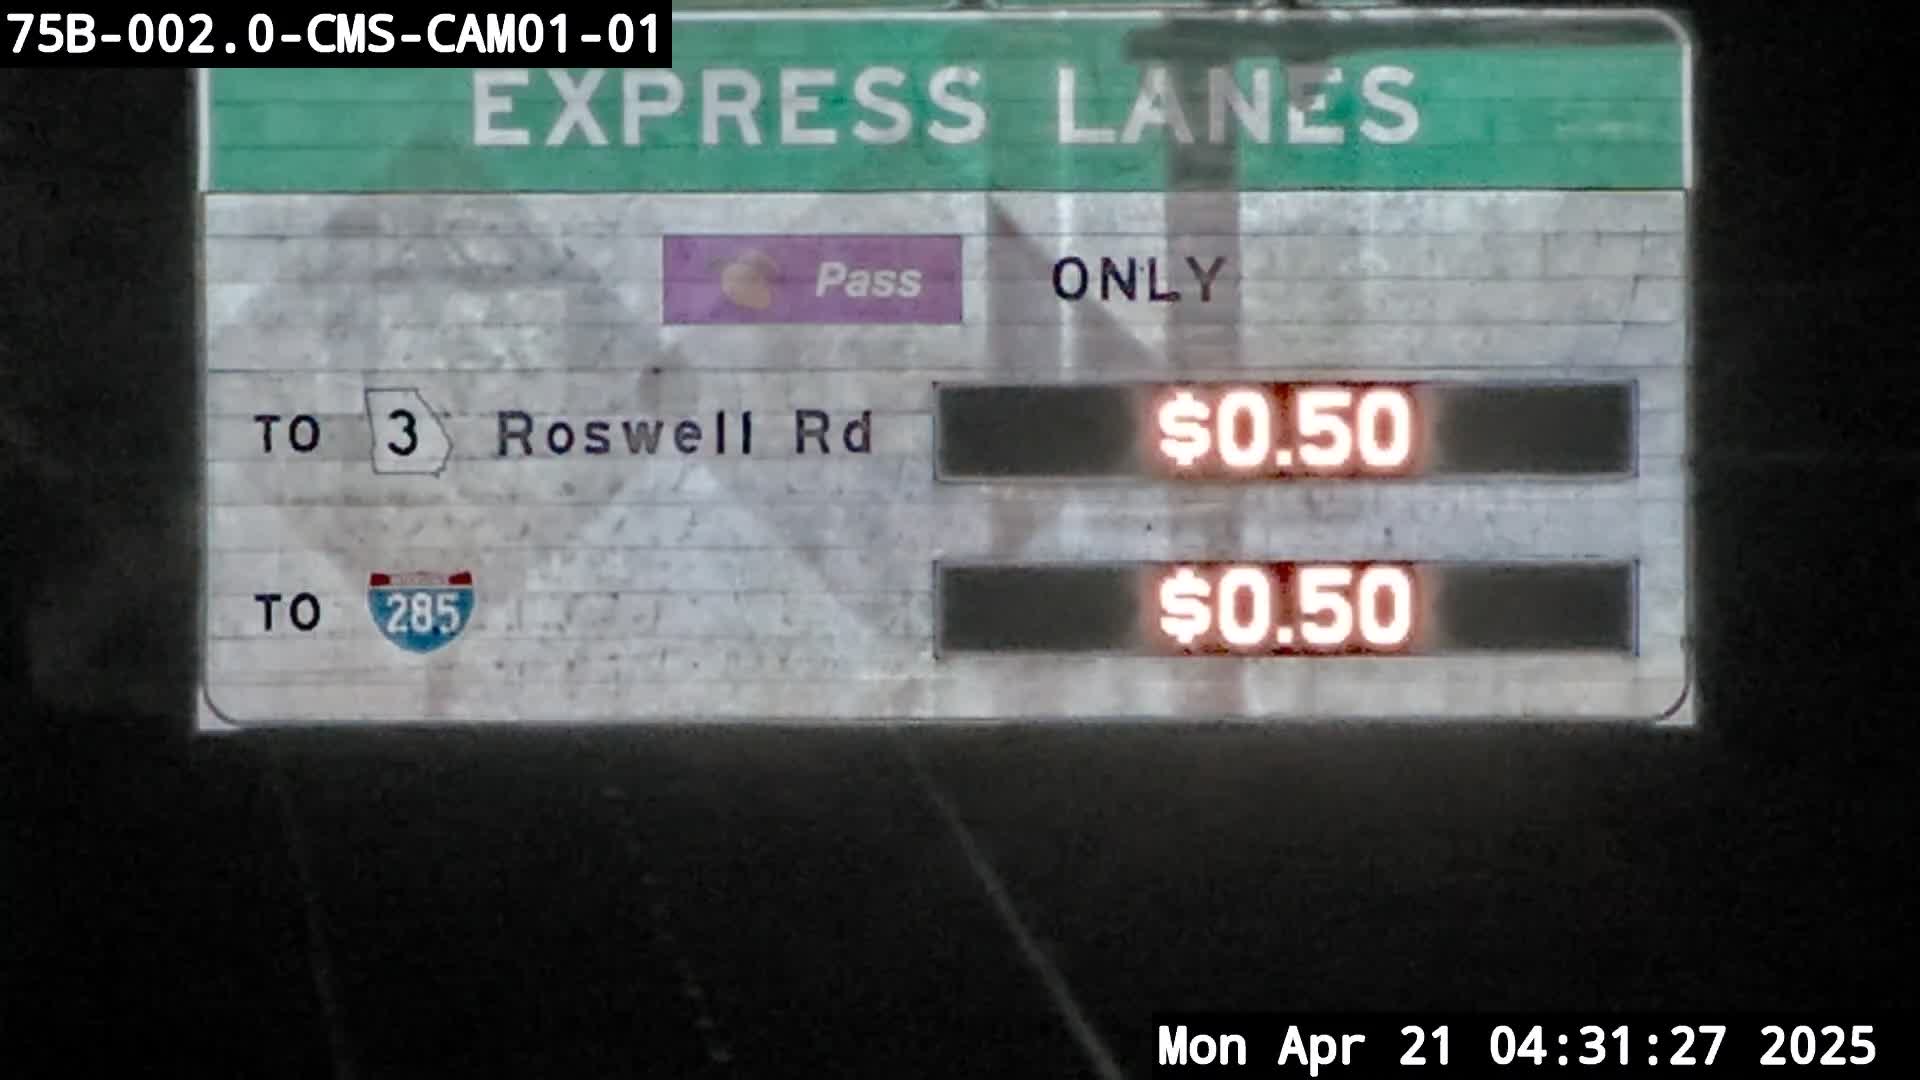 75B-002.0-CMS-CAM01-01
EXPRESS LANES
Pass ONLY
TO 3 Roswell Rd $0.50
TO 285 $0.50
Mon Apr 21 04:31:27 2025